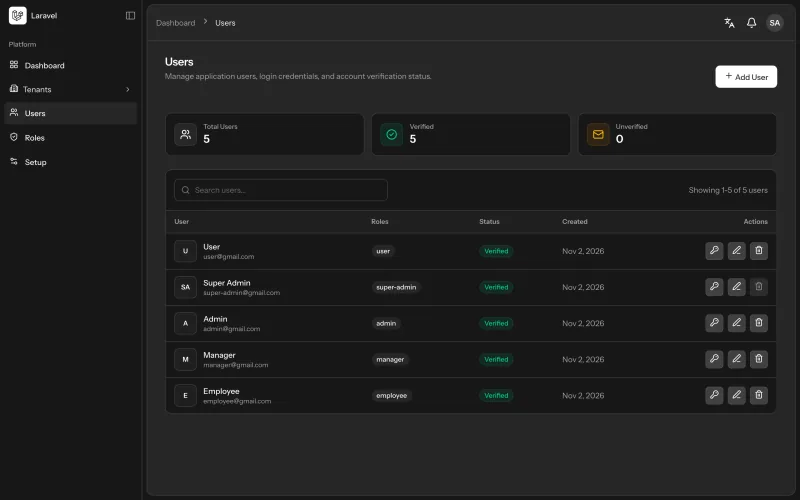 Laravel
Platform
Dashboard
Tenants
Users
Roles
Setup
Dashboard > Users
SA
Users
Manage application users, login credentials, and account verification status.
+ Add User
Total Users
5
Verified
5
Unverified
0
Search users...
Showing 1-5 of 5 users
User Roles Status Created Actions
U User user Verified Nov 2, 2026
user@gmail.com
SA Super Admin super-admin Verified Nov 2, 2026
super-admin@gmail.com
A Admin admin Verified Nov 2, 2026
admin@gmail.com
M Manager manager Verified Nov 2, 2026
manager@gmail.com
E Employee employee Verified Nov 2, 2026
employee@gmail.com